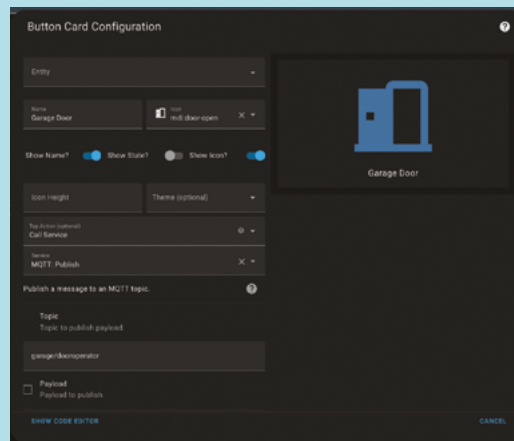 Button Card Configuration
Entity
Name
Garage Door
Icon
mdi:door-open
Garage Door
Show Name?
Show State?
Show Icon?
Icon Height
Theme (optional)
Tap Action (optional)
Call Service
Service
MQTT: Publish
Publish a message to an MQTT topic.
Topic
Topic to publish payload.
garage/dooroperator
Payload
Payload to publish.
SHOW CODE EDITOR
CANCEL